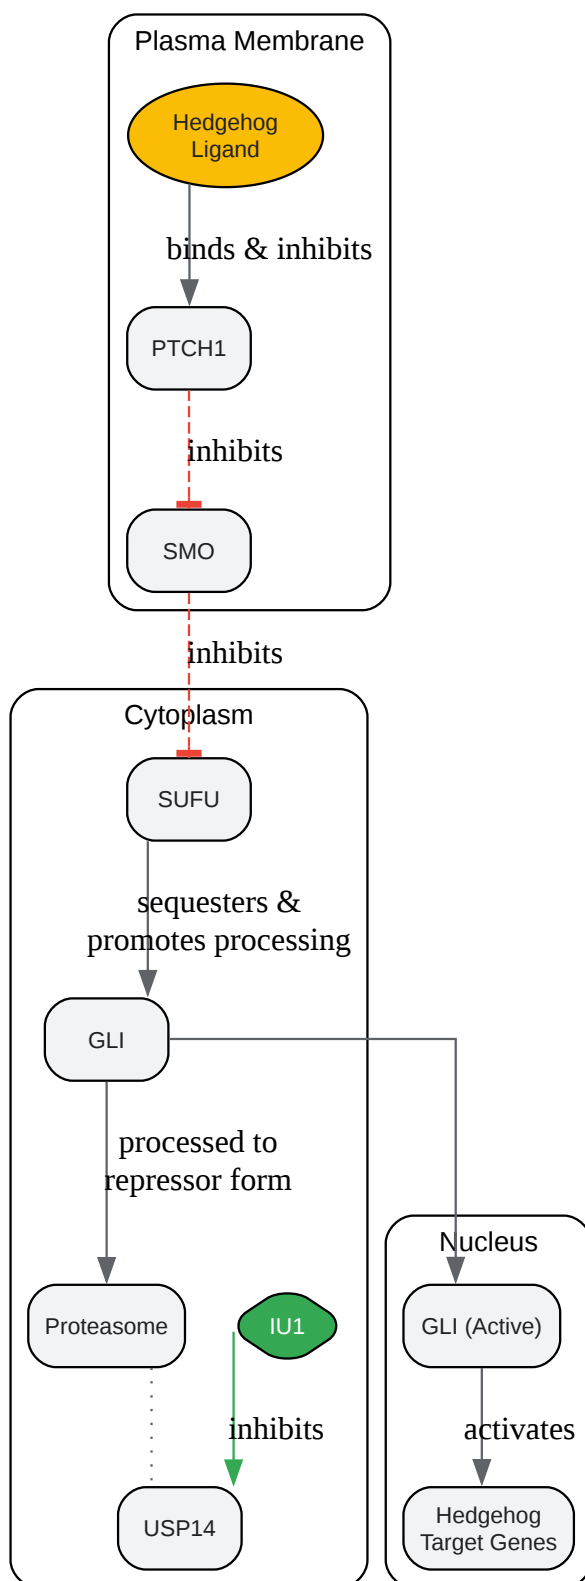 Plasma Membrane
Hedgehog
Ligand
binds & inhibits
PTCH1
inhibits
SMO
inhibits
Cytoplasm
SUFU
sequesters &
promotes processing
GLI
processed to
repressor form
Nucleus
Proteasome
IU1
GLI (Active)
inhibits
activates
USP14
Hedgehog
Target Genes